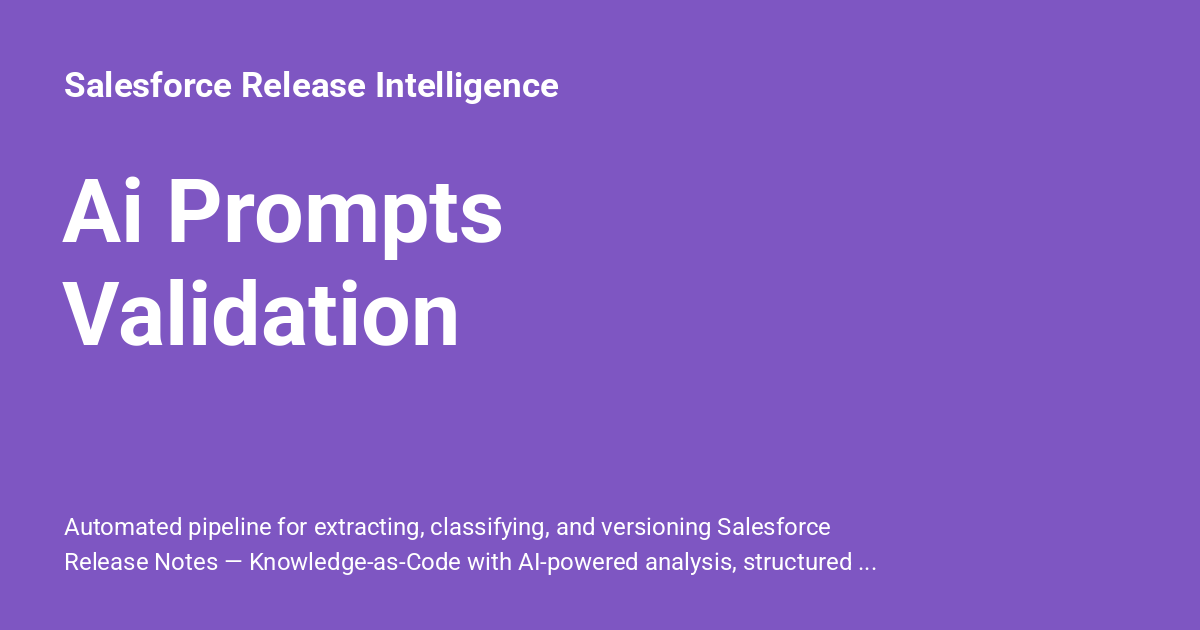 Salesforce Release Intelligence
Ai Prompts
Validation
Automated pipeline for extracting, classifying, and versioning Salesforce
Release Notes — Knowledge-as-Code with AI-powered analysis, structured ...